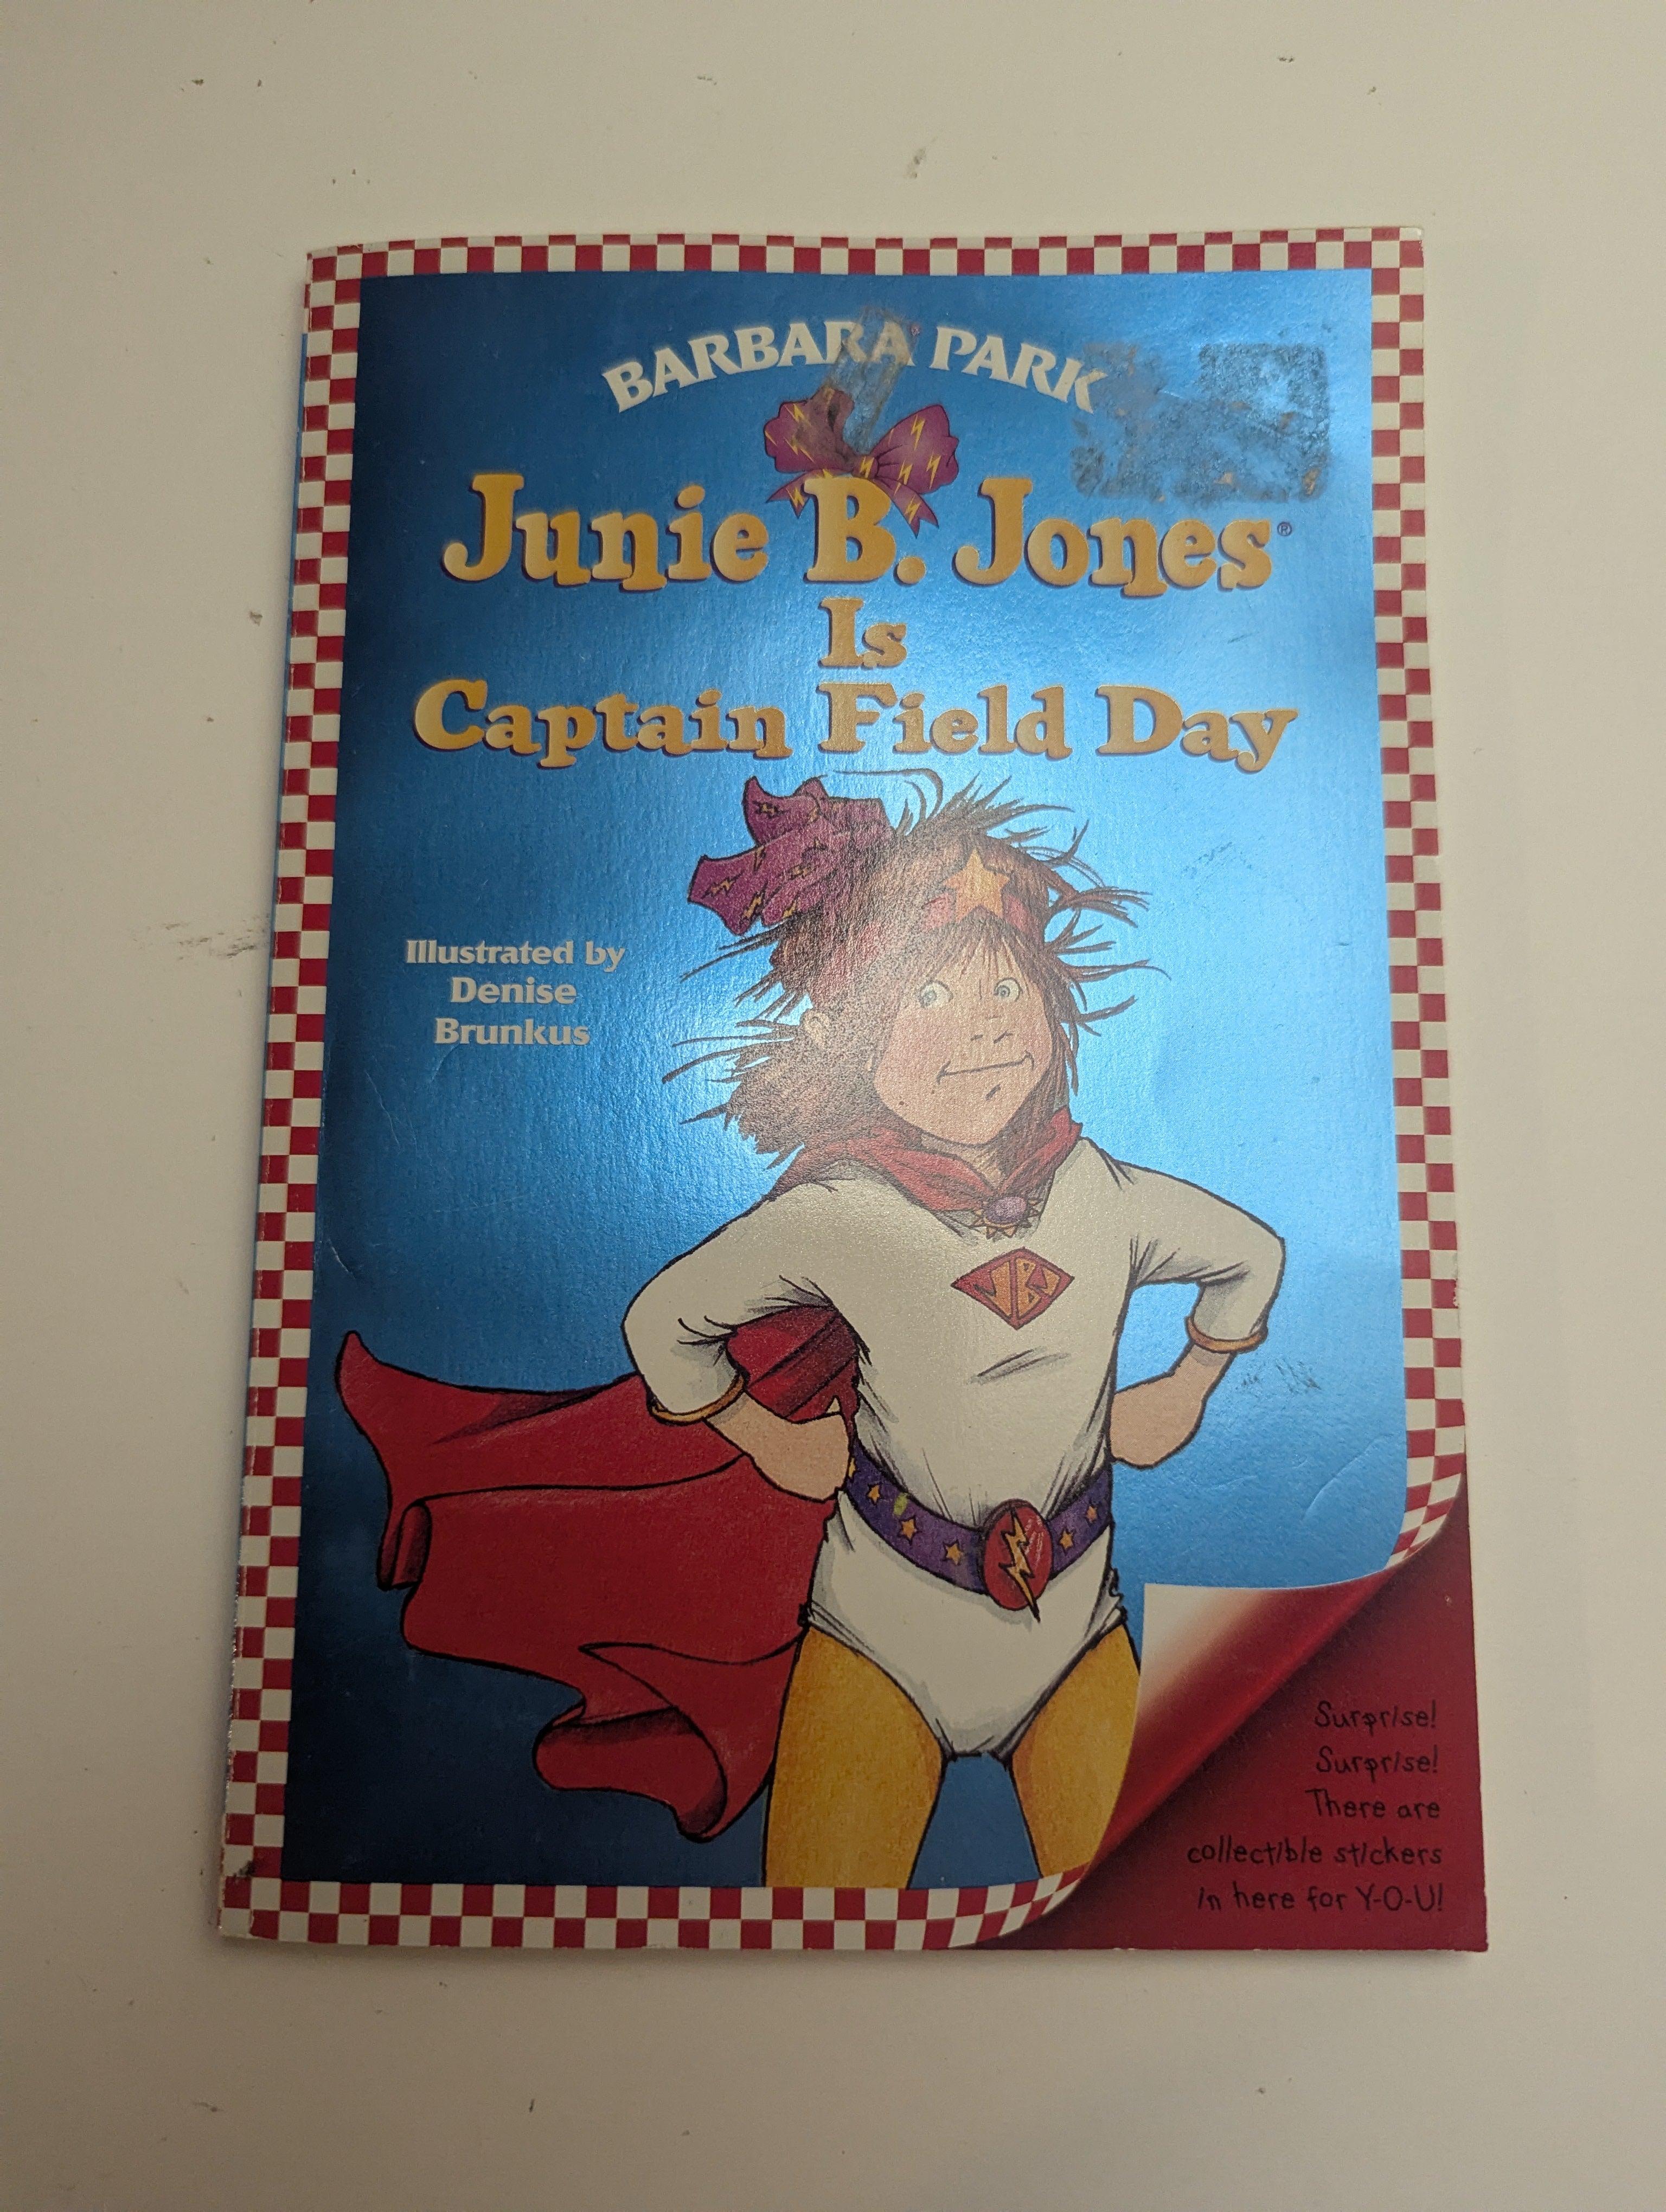 BARBARA PARK
Junie B. Jones®
Is
Captain Field Day
Illustrated by
Denise
Brunkus
JBJ
Surprise!
Surprise!
There are
collectible stickers
in here for Y-O-U!